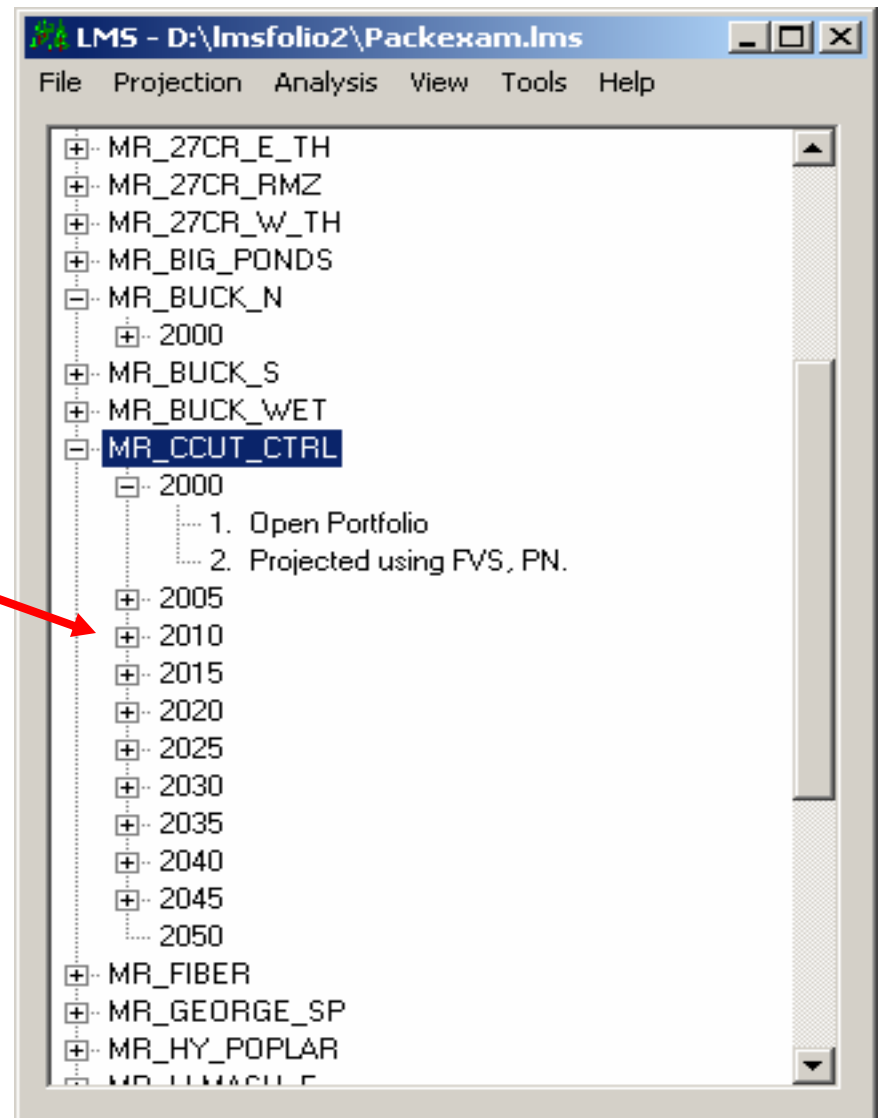 LMS - D:\lmsfolio2\Packexam.lms
File Projection Analysis View Tools Help
MR_27CR_E_TH
MR_27CR_RMZ
MR_27CR_W_TH
MR_BIG_PONDS
MR_BUCK_N
2000
MR_BUCK_S
MR_BUCK_WET
MR_CCUT_CTRL
2000
1. Open Portfolio
2. Projected using FVS, PN.
2005
2010
2015
2020
2025
2030
2035
2040
2045
2050
MR_FIBER
MR_GEORGE_SP
MR_HY_POPLAR